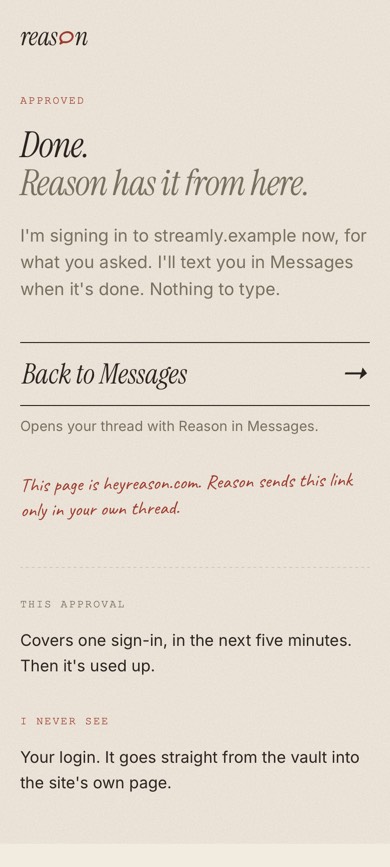 reason
APPROVED
Done.
Reason has it from here.
I'm signing in to streamly.example now, for
what you asked. I'll text you in Messages
when it's done. Nothing to type.
Back to Messages →
Opens your thread with Reason in Messages.
This page is heyreason.com. Reason sends this link
only in your own thread.
THIS APPROVAL
Covers one sign-in, in the next five minutes.
Then it's used up.
I NEVER SEE
Your login. It goes straight from the vault into
the site's own page.